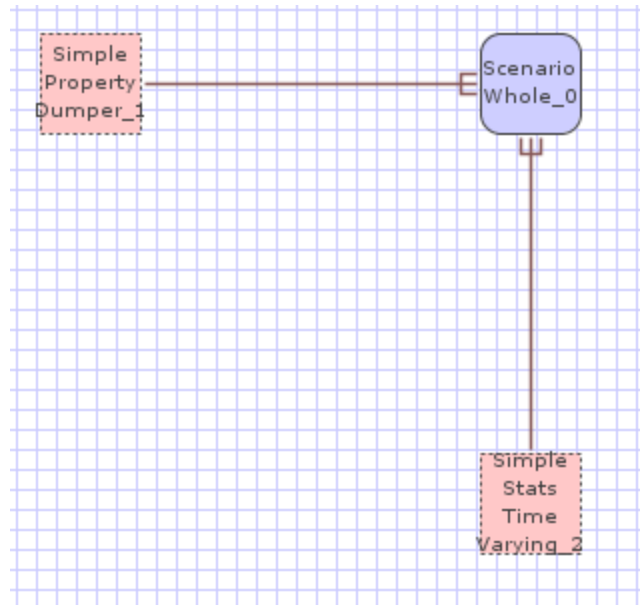 Simple
Property
Dumper_1
Scenario
Whole_0
Simple
Stats
Time
Varying_2